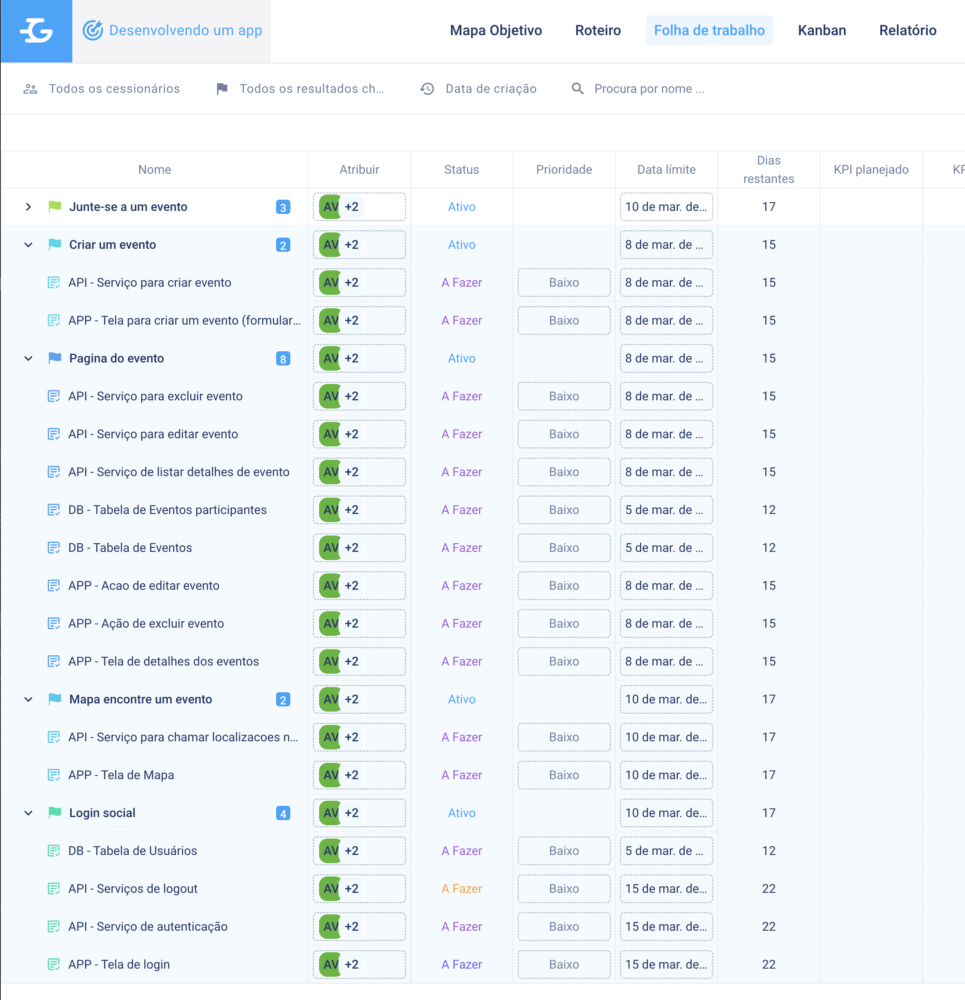 Desenvolvendo um app Mapa Objetivo Roteiro Folha de trabalho Kanban Relatório
Todos os cessionários Todos os resultados ch... Data de criação Procura por nome ...
Nome Atribuir Status Prioridade Data límite Dias restantes KPI planejado KP
Junte-se a um evento 3 AV +2 Ativo 10 de mar. de... 17
Criar um evento 2 AV +2 Ativo 8 de mar. de ... 15
API - Serviço para criar evento AV +2 A Fazer Baixo 8 de mar. de ... 15
APP - Tela para criar um evento (formular... AV +2 A Fazer Baixo 8 de mar. de ... 15
Pagina do evento 8 AV +2 Ativo 8 de mar. de ... 15
API - Serviço para excluir evento AV +2 A Fazer Baixo 8 de mar. de ... 15
API - Serviço para editar evento AV +2 A Fazer Baixo 8 de mar. de ... 15
API - Serviço de listar detalhes de evento AV +2 A Fazer Baixo 8 de mar. de ... 15
DB - Tabela de Eventos participantes AV +2 A Fazer Baixo 5 de mar. de ... 12
DB - Tabela de Eventos AV +2 A Fazer Baixo 5 de mar. de ... 12
APP - Acao de editar evento AV +2 A Fazer Baixo 8 de mar. de ... 15
APP - Ação de excluir evento AV +2 A Fazer Baixo 8 de mar. de ... 15
APP - Tela de detalhes dos eventos AV +2 A Fazer Baixo 8 de mar. de ... 15
Mapa encontre um evento 2 AV +2 Ativo 10 de mar. de... 17
API - Serviço para chamar localizacoes n... AV +2 A Fazer Baixo 10 de mar. de... 17
APP - Tela de Mapa AV +2 A Fazer Baixo 10 de mar. de... 17
Login social 4 AV +2 Ativo 10 de mar. de... 17
DB - Tabela de Usuários AV +2 A Fazer Baixo 5 de mar. de ... 12
API - Serviços de logout AV +2 A Fazer Baixo 15 de mar. de... 22
API - Serviço de autenticação AV +2 A Fazer Baixo 15 de mar. de... 22
APP - Tela de login AV +2 A Fazer Baixo 15 de mar. de... 22